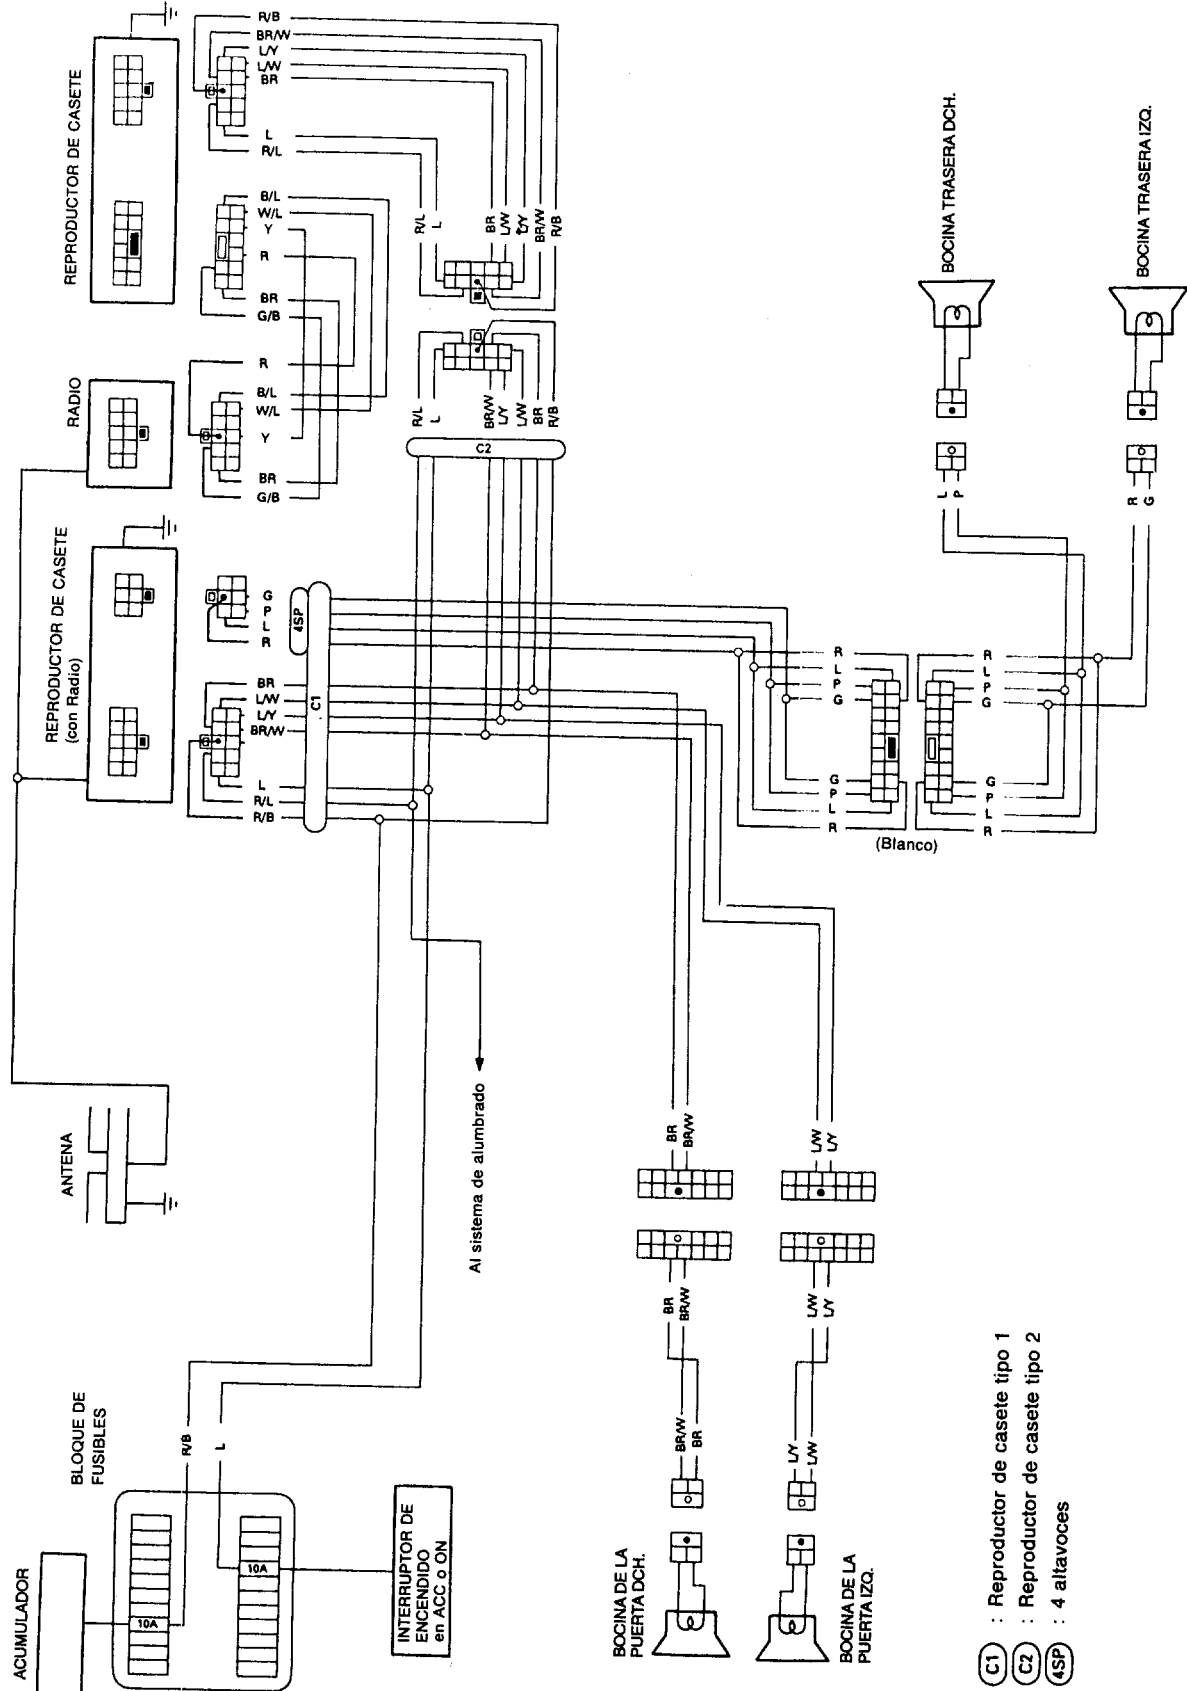 REPRODUCTOR DE CASETE
R/B
BR/W
L/Y
L/W
BR
L
R/L
B/L
W/L
Y
R
BR
G/B
R/L
L
BR
L/W
L/Y
BR/W
R/B
RADIO
R
B/L
W/L
Y
BR
G/B
R/L
L
BR/W
L/Y
L/W
BR
R/B
C2
REPRODUCTOR DE CASETE
(con Radio)
G
P
L
R
4SP
C1
BR
L/W
L/Y
BR/W
L
R/L
R/B
BOCINA TRASERA DCH.
BOCINA TRASERA IZQ.
L
P
R
G
R
L
P
G
G
P
L
R
R
L
P
G
G
P
L
R
(Blanco)
ANTENA
Al sistema de alumbrado
BR
BR/W
L/W
L/Y
BR
BR/W
L/W
L/Y
BR/W
BR
L/Y
L/W
BLOQUE DE
FUSIBLES
R/B
L
ACUMULADOR
10A
10A
INTERRUPTOR DE
ENCENDIDO
en ACC o ON
BOCINA DE LA
PUERTA DCH.
BOCINA DE LA
PUERTA IZQ.
C1 : Reproductor de casete tipo 1
C2 : Reproductor de casete tipo 2
4SP : 4 altavoces